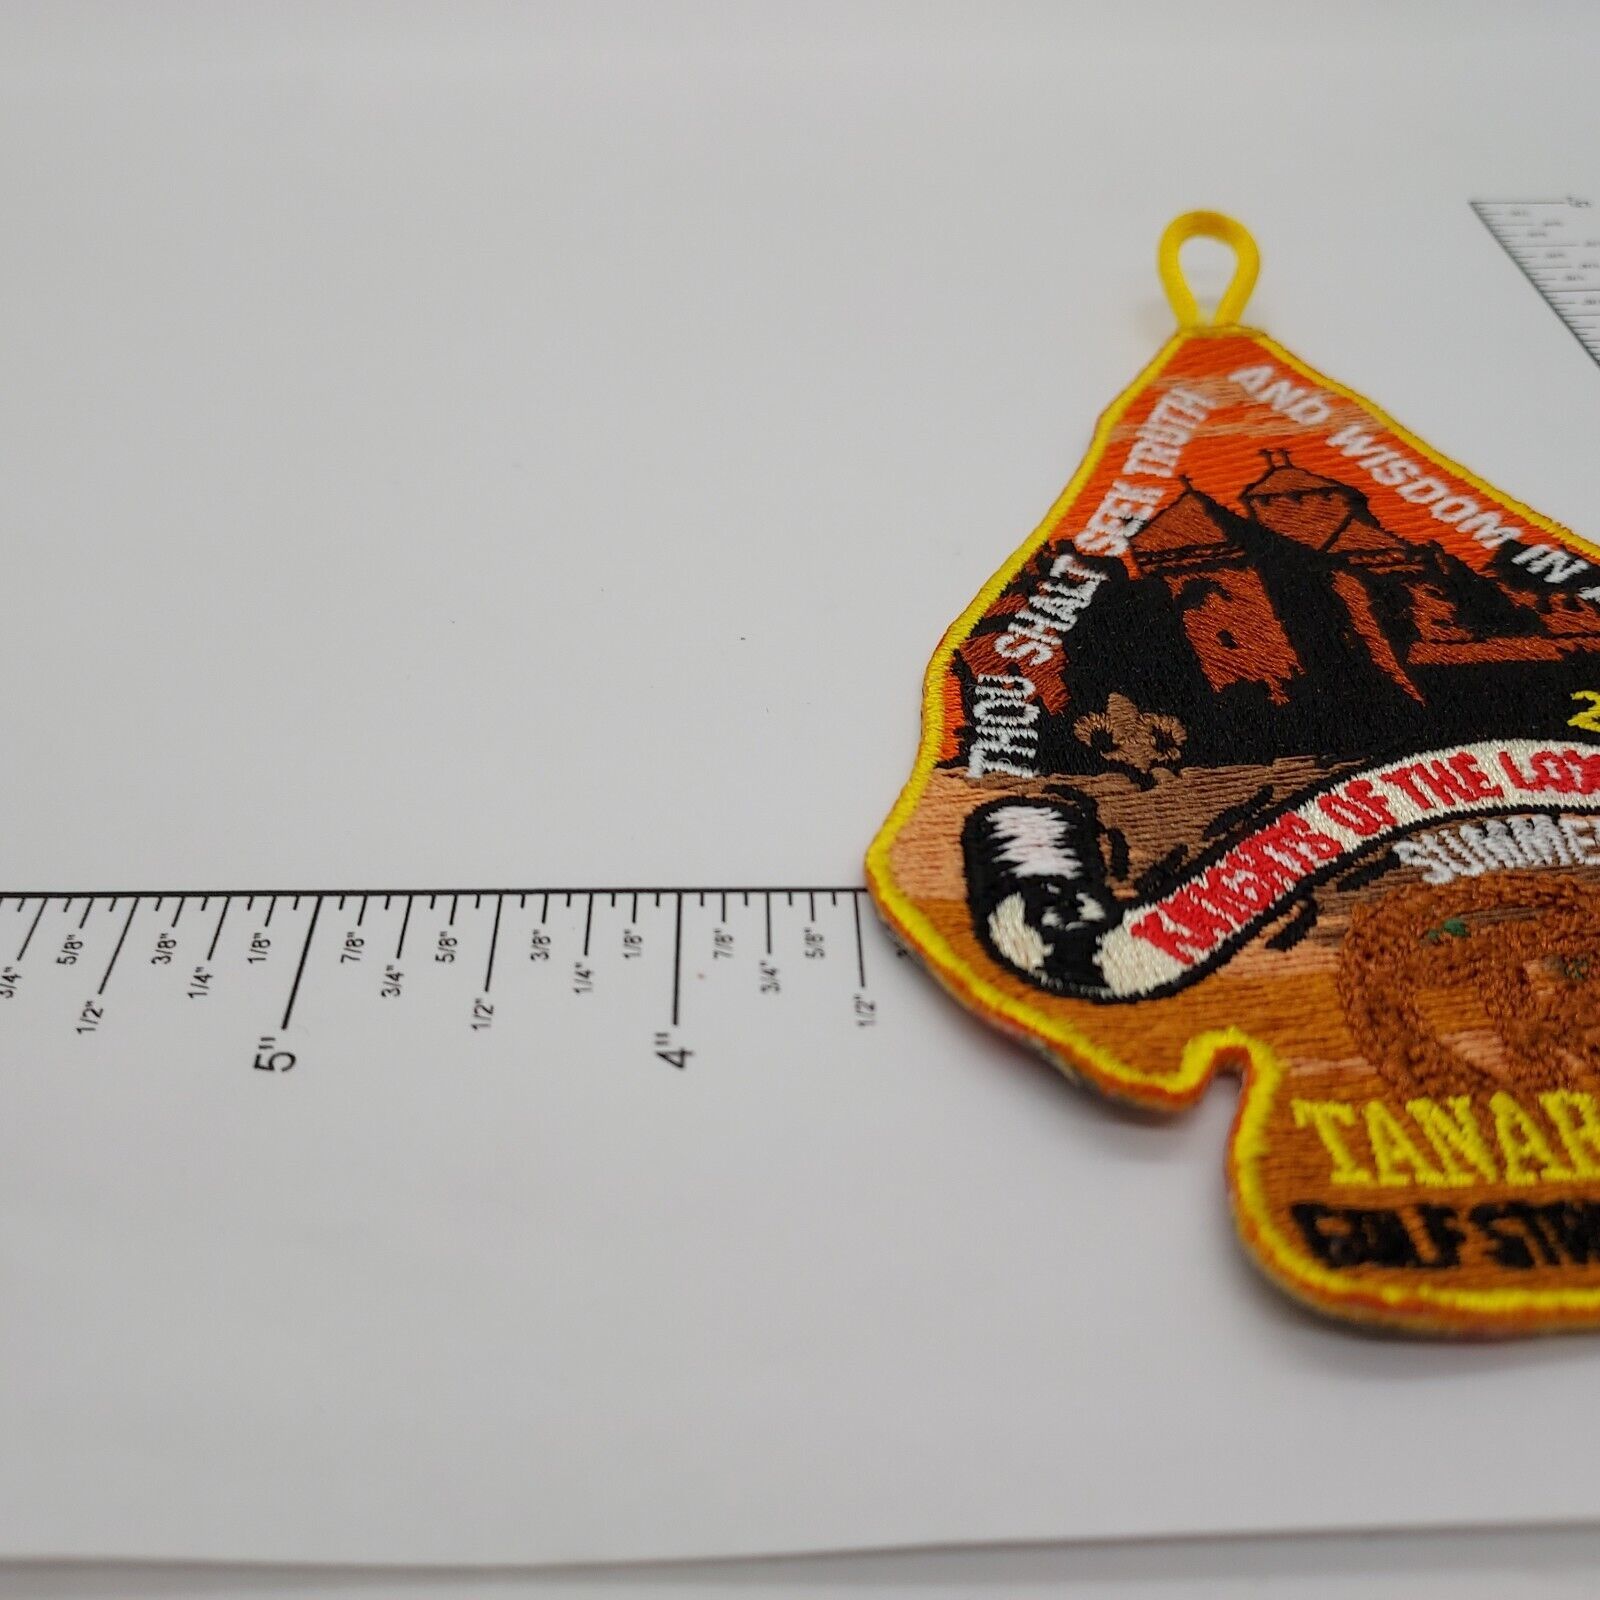 THOU SHALT SEEK TRUTH
AND WISDOM IN
KNIGHTS OF THE
SUMME
TANAH
GULF
3/4" 5/8" 1/2" 3/8" 1/4" 1/8" 5" 7/8" 3/4" 5/8" 1/2" 3/8" 1/4" 1/8" 4" 7/8" 3/4" 5/8" 1/2"